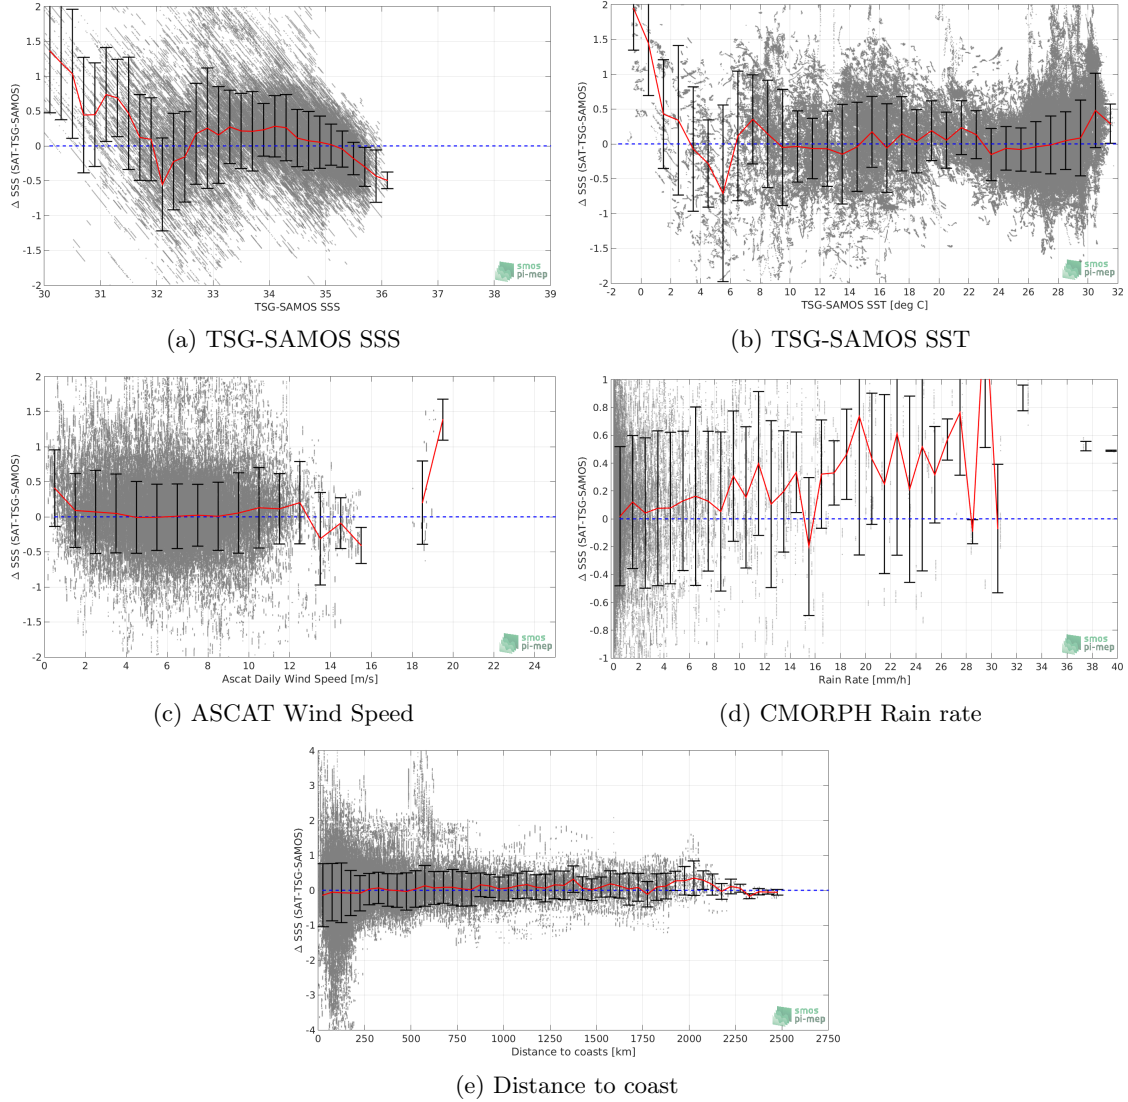 2
1.5
1
0.5
0
-0.5
-1
-1.5
-2
Δ SSS (SAT-TSG-SAMOS)
30 31 32 33 34 35 36 37 38 39
TSG-SAMOS SSS
smos
pi-mep
(a) TSG-SAMOS SSS
2
1.5
1
0.5
0
-0.5
-1
-1.5
-2
Δ SSS (SAT-TSG-SAMOS)
-2 0 2 4 6 8 10 12 14 16 18 20 22 24 26 28 30 32
TSG-SAMOS SST [deg C]
smos
pi-mep
(b) TSG-SAMOS SST
2
1.5
1
0.5
0
-0.5
-1
-1.5
-2
Δ SSS (SAT-TSG-SAMOS)
0 2 4 6 8 10 12 14 16 18 20 22 24
Ascat Daily Wind Speed [m/s]
smos
pi-mep
(c) ASCAT Wind Speed
1
0.8
0.6
0.4
0.2
0
-0.2
-0.4
-0.6
-0.8
-1
Δ SSS (SAT-TSG-SAMOS)
0 2 4 6 8 10 12 14 16 18 20 22 24 26 28 30 32 34 36 38 40
Rain Rate [mm/h]
smos
pi-mep
(d) CMORPH Rain rate
4
3
2
1
0
-1
-2
-3
-4
Δ SSS (SAT-TSG-SAMOS)
0 250 500 750 1000 1250 1500 1750 2000 2250 2500 2750
Distance to coasts [km]
smos
pi-mep
(e) Distance to coast